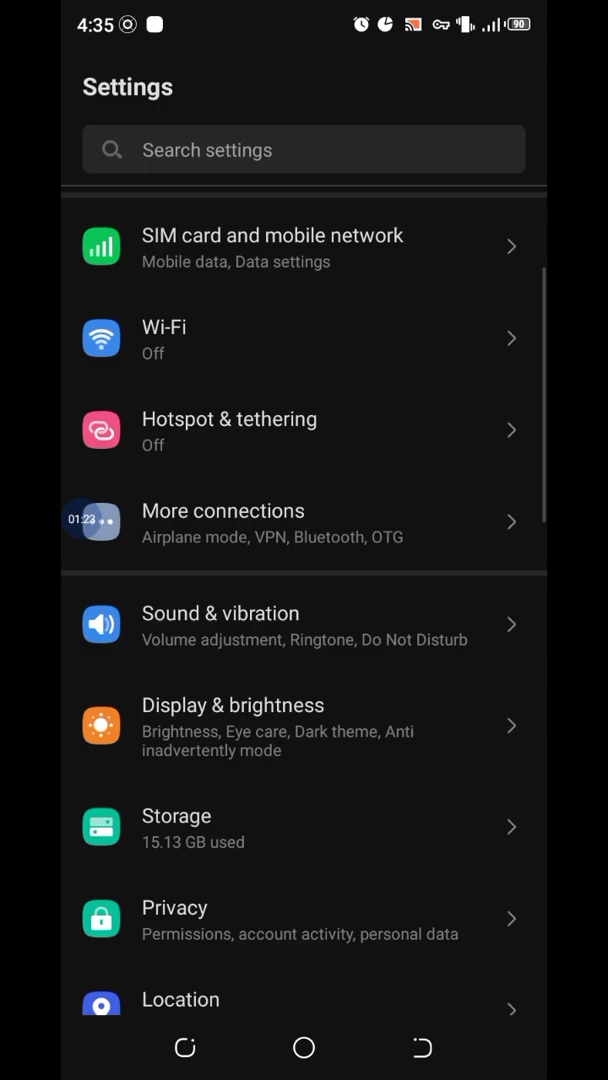 4:35
90
Settings
Search settings
SIM card and mobile network
Mobile data, Data settings
Wi-Fi
Off
Hotspot & tethering
Off
01:23
More connections
Airplane mode, VPN, Bluetooth, OTG
Sound & vibration
Volume adjustment, Ringtone, Do Not Disturb
Display & brightness
Brightness, Eye care, Dark theme, Anti
inadvertently mode
Storage
15.13 GB used
Privacy
Permissions, account activity, personal data
Location